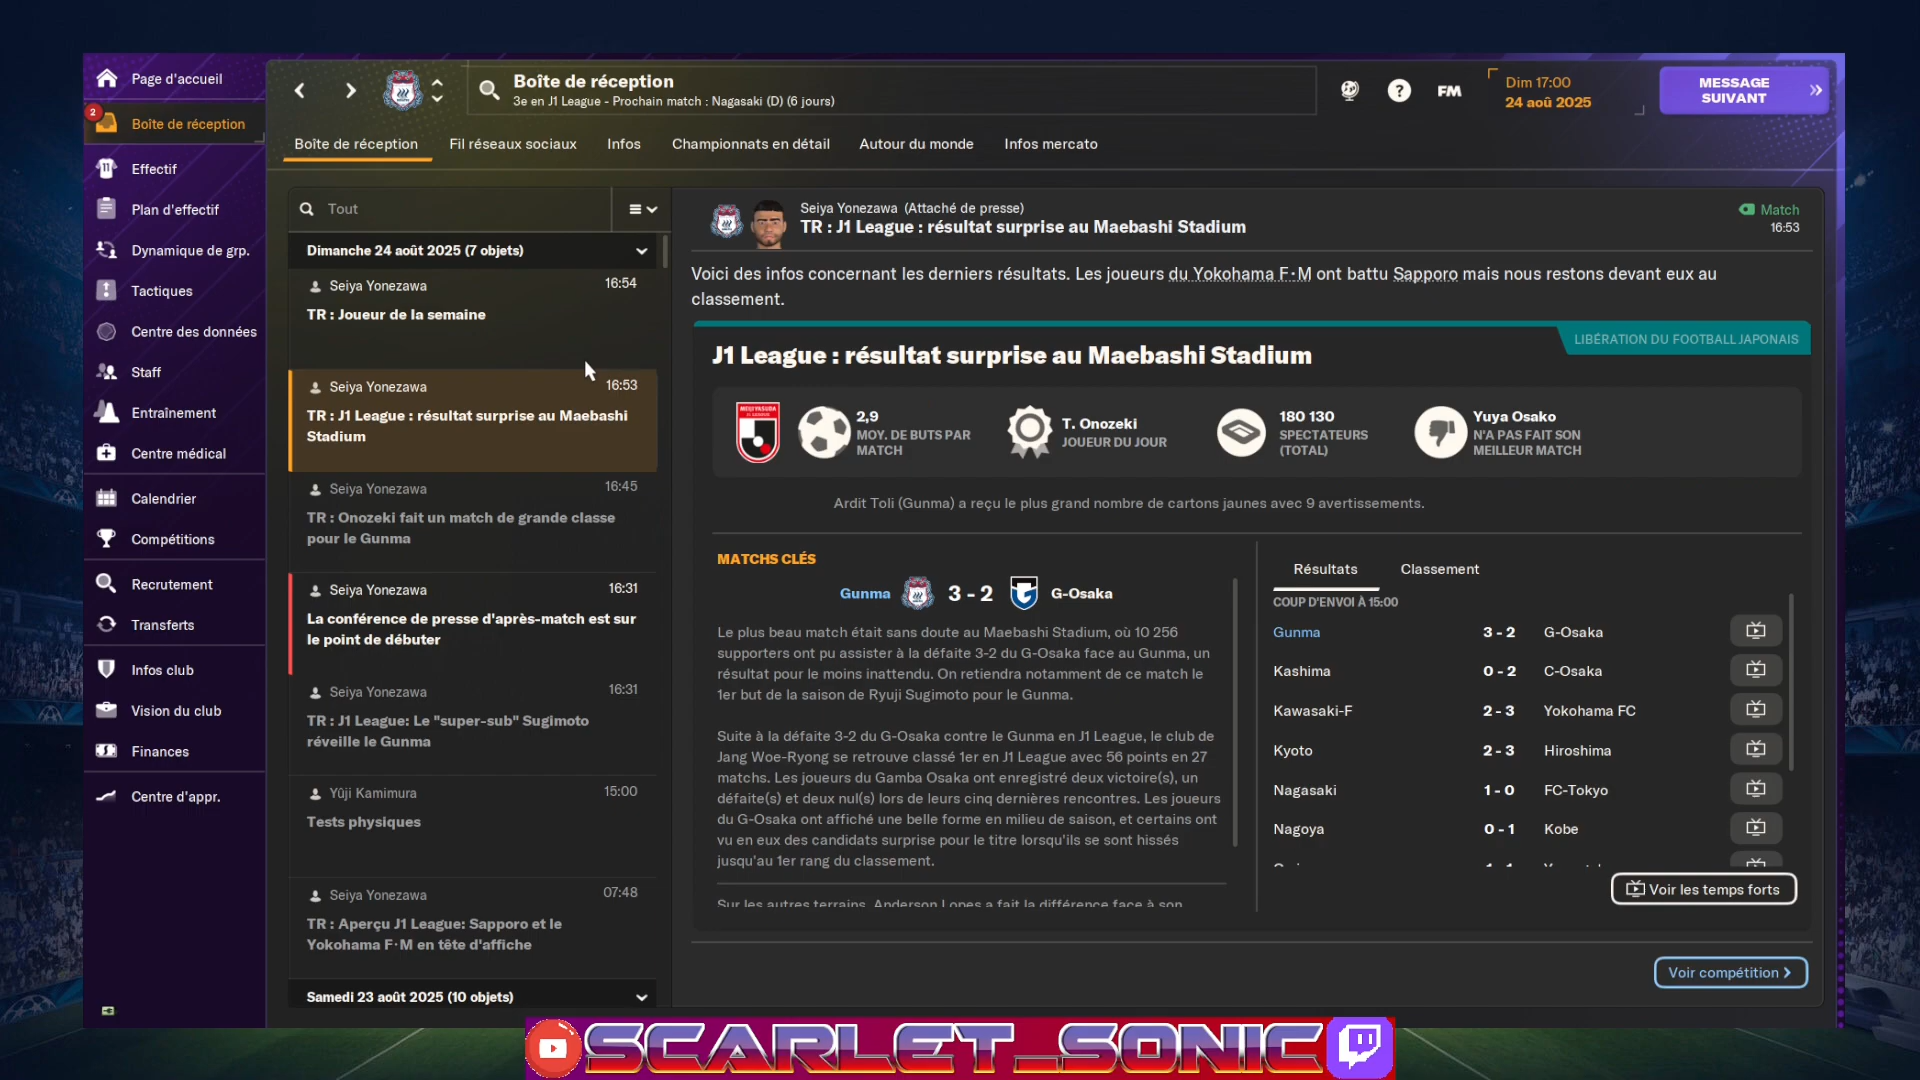 Page d'accueil
2
Boîte de réception
Effectif
Plan d'effectif
Dynamique de grp.
Tactiques
Centre des données
Staff
Entraînement
Centre médical
Calendrier
Compétitions
Recrutement
Transferts
Infos club
Vision du club
Finances
Centre d'appr.
Boîte de réception
3e en J1 League - Prochain match : Nagasaki (D) (6 jours)
?
FM
Dim 17:00
24 aoû 2025
MESSAGE
SUIVANT
Boîte de réception
Fil réseaux sociaux
Infos
Championnats en détail
Autour du monde
Infos mercato
Tout
Dimanche 24 août 2025 (7 objets)
Seiya Yonezawa 16:54
TR : Joueur de la semaine
Seiya Yonezawa 16:53
TR : J1 League : résultat surprise au Maebashi
Stadium
Seiya Yonezawa 16:45
TR : Onozeki fait un match de grande classe
pour le Gunma
Seiya Yonezawa 16:31
La conférence de presse d'après-match est sur
le point de débuter
Seiya Yonezawa 16:31
TR : J1 League: Le "super-sub" Sugimoto
réveille le Gunma
Yûji Kamimura 15:00
Tests physiques
Seiya Yonezawa 07:48
TR : Aperçu J1 League: Sapporo et le
Yokohama F·M en tête d'affiche
Samedi 23 août 2025 (10 objets)
Seiya Yonezawa (Attaché de presse)
TR : J1 League : résultat surprise au Maebashi Stadium
Match
16:53
Voici des infos concernant les derniers résultats. Les joueurs du Yokohama F·M ont battu Sapporo mais nous restons devant eux au
classement.
LIBÉRATION DU FOOTBALL JAPONAIS
J1 League : résultat surprise au Maebashi Stadium
2,9
MOY. DE BUTS PAR
MATCH
T. Onozeki
JOUEUR DU JOUR
180 130
SPECTATEURS
(TOTAL)
Yuya Osako
N'A PAS FAIT SON
MEILLEUR MATCH
Ardit Toli (Gunma) a reçu le plus grand nombre de cartons jaunes avec 9 avertissements.
MATCHS CLÉS
Gunma 3 - 2 G-Osaka
Le plus beau match était sans doute au Maebashi Stadium, où 10 256
supporters ont pu assister à la défaite 3-2 du G-Osaka face au Gunma, un
résultat pour le moins inattendu. On retiendra notamment de ce match le
1er but de la saison de Ryuji Sugimoto pour le Gunma.
Suite à la défaite 3-2 du G-Osaka contre le Gunma en J1 League, le club de
Jang Woe-Ryong se retrouve classé 1er en J1 League avec 56 points en 27
matchs. Les joueurs du Gamba Osaka ont enregistré deux victoire(s), un
défaite(s) et deux nul(s) lors de leurs cinq dernières rencontres. Les joueurs
du G-Osaka ont affiché une belle forme en milieu de saison, et certains ont
vu en eux des candidats surprise pour le titre lorsqu'ils se sont hissés
jusqu'au 1er rang du classement.
Sur les autres terrains, Anderson Lopes a fait la différence face à son
Résultats
Classement
COUP D'ENVOI À 15:00
Gunma 3 - 2 G-Osaka
Kashima 0 - 2 C-Osaka
Kawasaki-F 2 - 3 Yokohama FC
Kyoto 2 - 3 Hiroshima
Nagasaki 1 - 0 FC-Tokyo
Nagoya 0 - 1 Kobe
Voir les temps forts
Voir compétition
SCARLET_SONIC